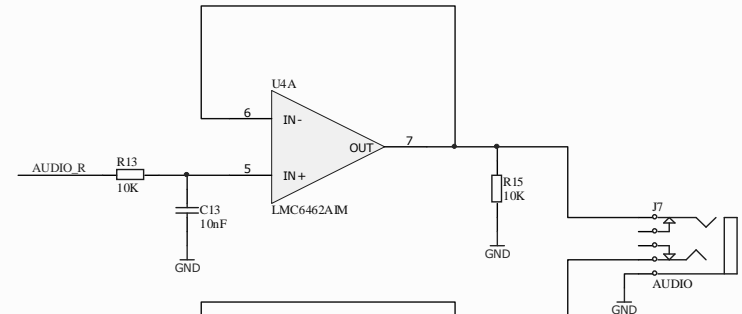 U4A
6
IN-
OUT
7
AUDIO_R
R13
10K
5
IN+
LMC6462AIM
C13
10nF
GND
R15
10K
GND
J7
AUDIO
GND